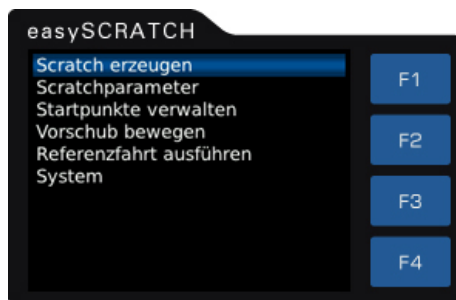 easySCRATCH
Scratch erzeugen
Scratchparameter
Startpunkte verwalten
Vorschub bewegen
Referenzfahrt ausführen
System
F1
F2
F3
F4